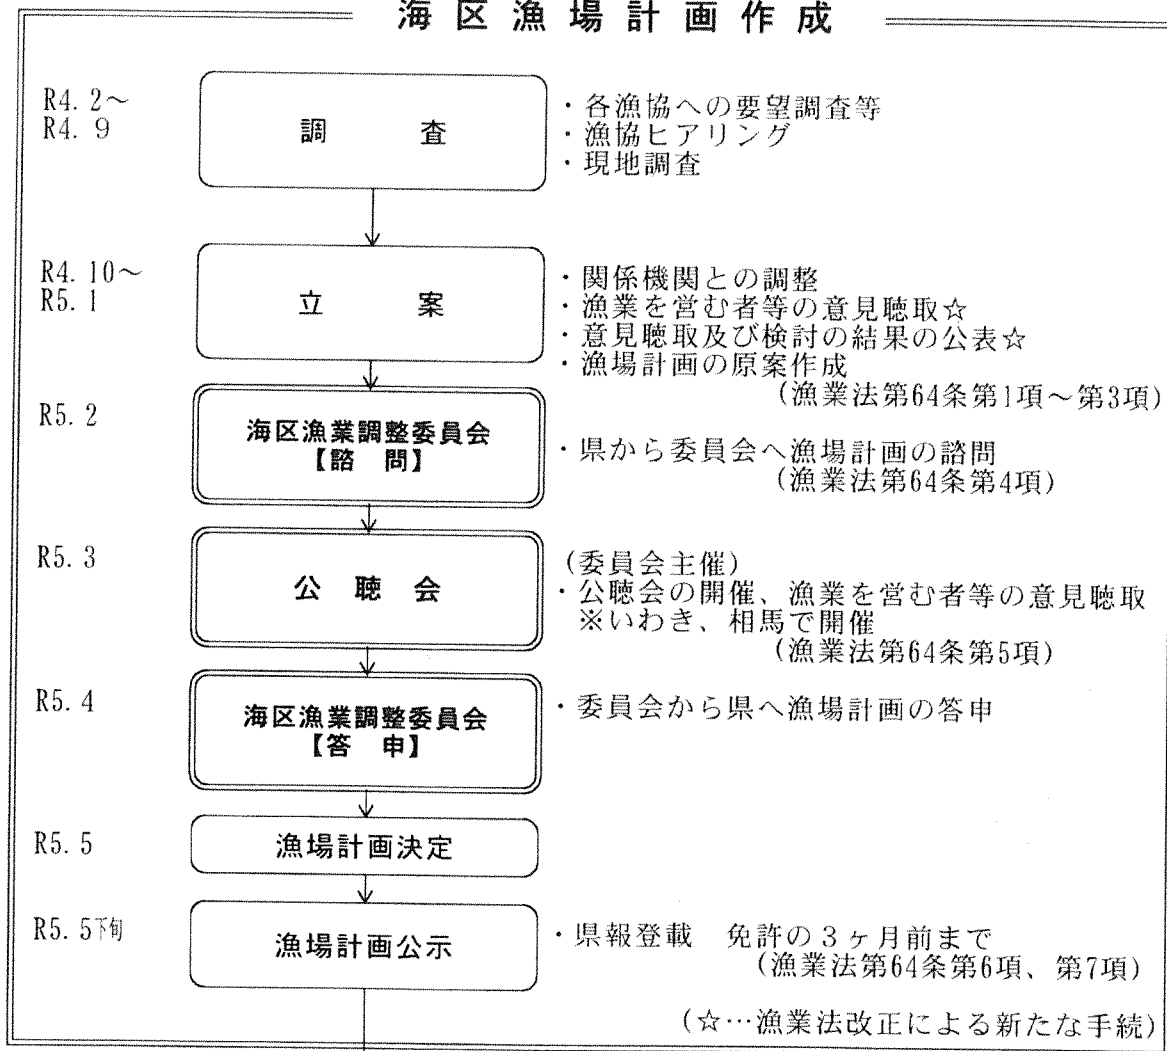 海区漁場計画作成
R4. 2～
R4. 9
調　　査
・各漁協への要望調査等
・漁協ヒアリング
・現地調査
R4. 10～
R5. 1
立　　案
・関係機関との調整
・漁業を営む者等の意見聴取☆
・意見聴取及び検討の結果の公表☆
・漁場計画の原案作成
(漁業法第64条第1項～第3項)
R5. 2
海区漁業調整委員会
【諮　問】
・県から委員会へ漁場計画の諮問
(漁業法第64条第4項)
R5. 3
公　聴　会
(委員会主催)
・公聴会の開催、漁業を営む者等の意見聴取
※いわき、相馬で開催
(漁業法第64条第5項)
R5. 4
海区漁業調整委員会
【答　申】
・委員会から県へ漁場計画の答申
R5. 5
漁場計画決定
R5. 5下旬
漁場計画公示
・県報登載　免許の３ヶ月前まで
(漁業法第64条第6項、第7項)
(☆…漁業法改正による新たな手続)